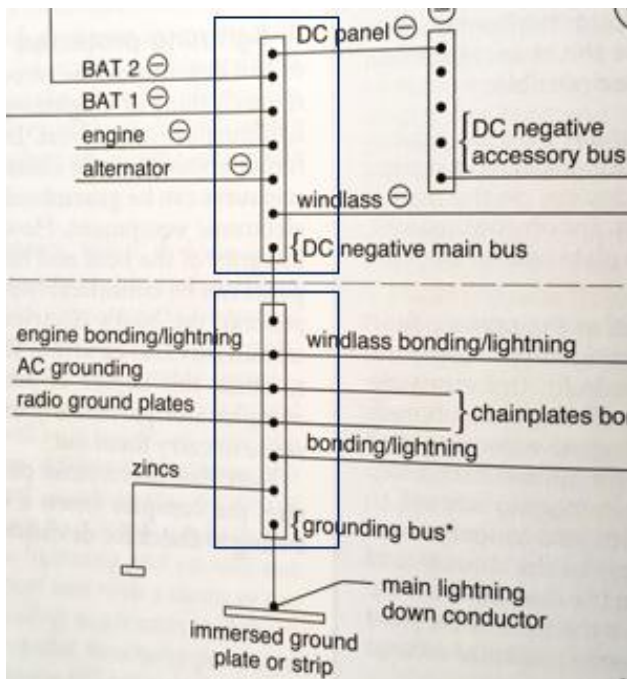 DC panel ⊖
BAT 2 ⊖
BAT 1 ⊖
engine ⊖
alternator ⊖
DC negative
accessory bus
windlass ⊖
DC negative main bus
engine bonding/lightning
windlass bonding/lightning
AC grounding
radio ground plates
chainplates bo
bonding/lightning
zincs
grounding bus*
main lightning
down conductor
immersed ground
plate or strip